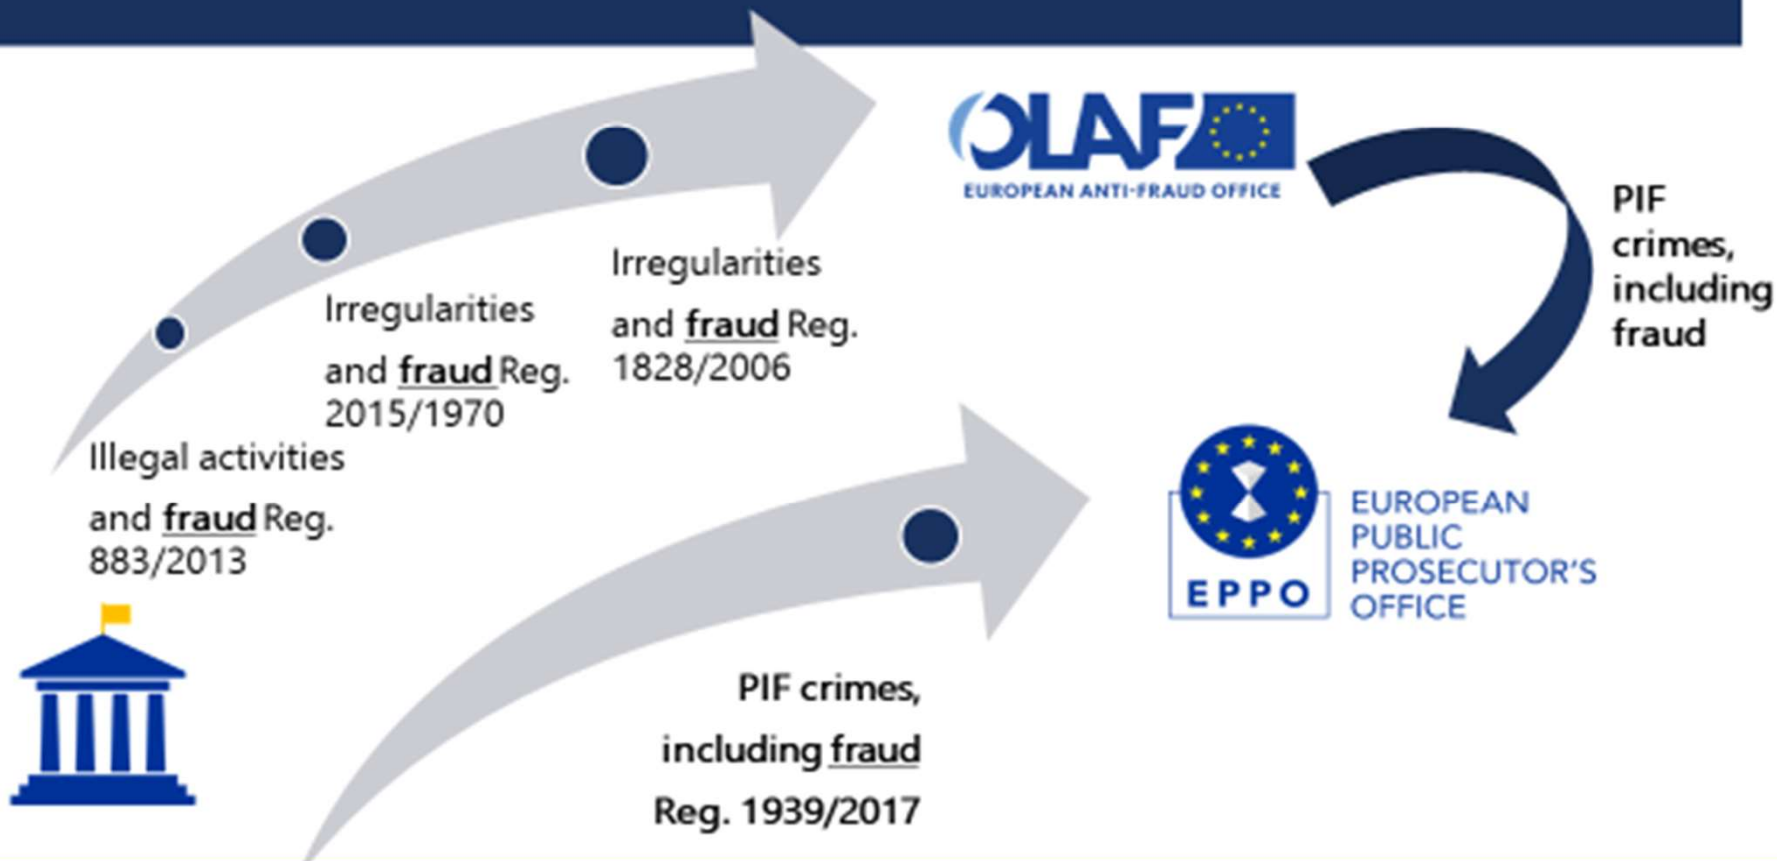 OLAF
EUROPEAN ANTI-FRAUD OFFICE
PIF
crimes,
including
fraud
Irregularities
and fraud Reg.
1828/2006
Irregularities
and fraud Reg.
2015/1970
Illegal activities
and fraud Reg.
883/2013
EPPO
EUROPEAN
PUBLIC
PROSECUTOR'S
OFFICE
PIF crimes,
including fraud
Reg. 1939/2017